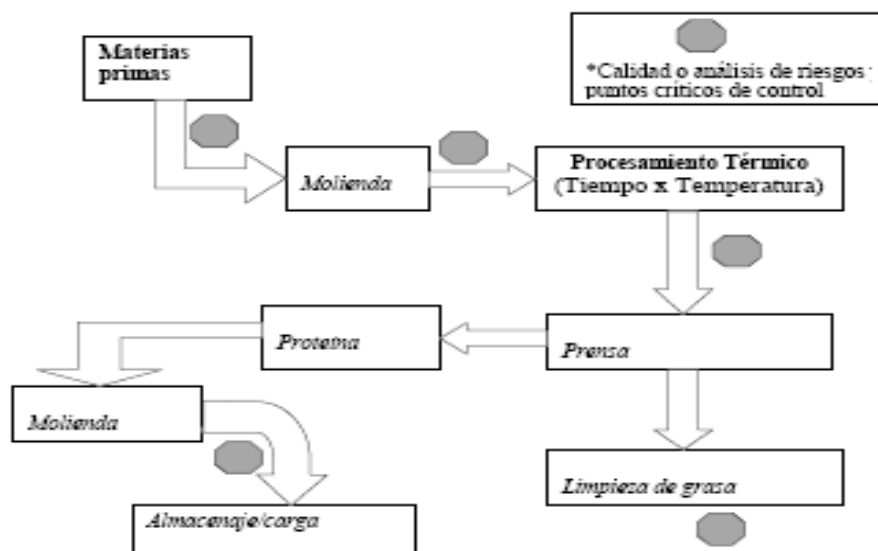 Materias
primas
*Calidad o análisis de riesgos;
puntos críticos de control
Molienda
Procesamiento Térmico
(Tiempo x Temperatura)
Proteína
Prensa
Molienda
Limpieza de grasa
Almacenaje/carga